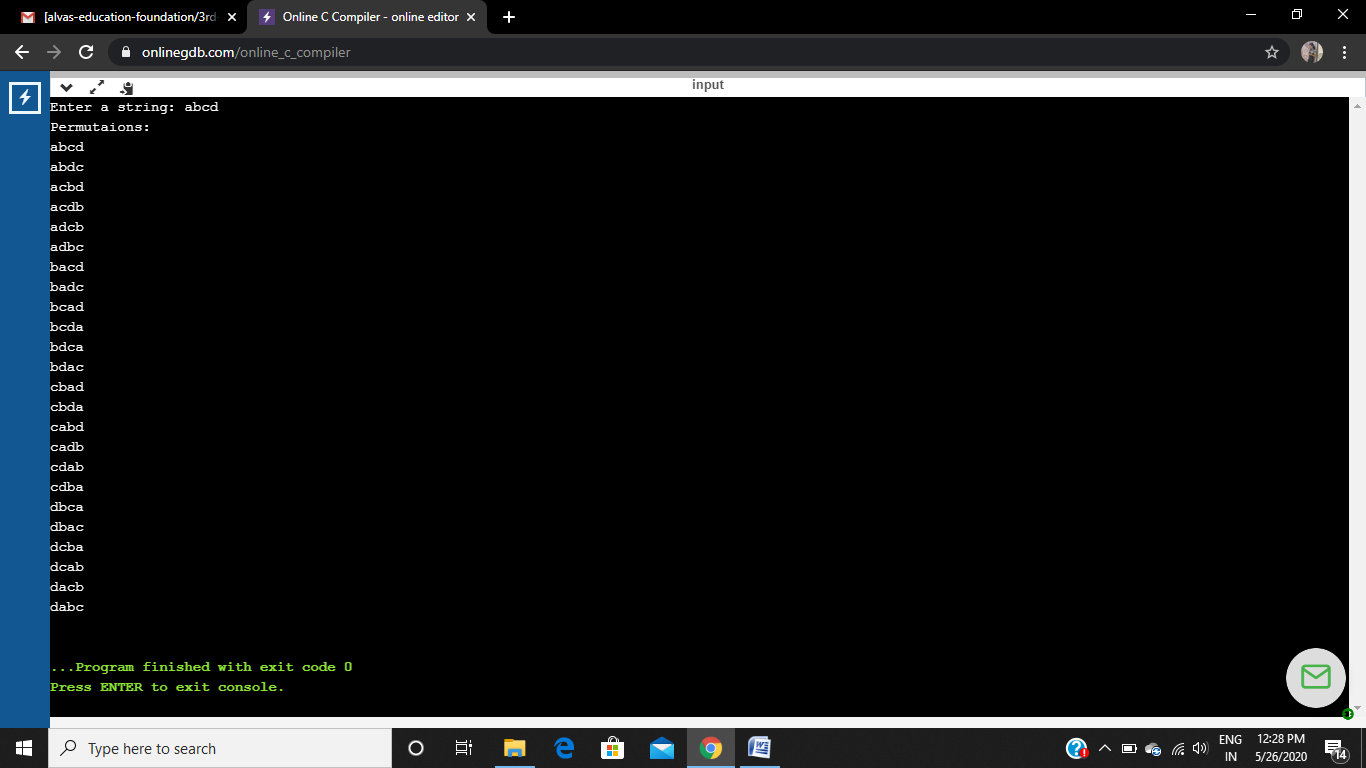 [alvas-education-foundation/3rd
Online C Compiler - online editor
onlinegdb.com/online_c_compiler
input
Enter a string: abcd
Permutaions:
abcd
abdc
acbd
acdb
adcb
adbc
bacd
badc
bcad
bcda
bdca
bdac
cbad
cbda
cabd
cadb
cdab
cdba
dbca
dbac
dcba
dcab
dacb
dabc
...Program finished with exit code 0
Press ENTER to exit console.
Type here to search
ENG
IN
12:28 PM
5/26/2020
14